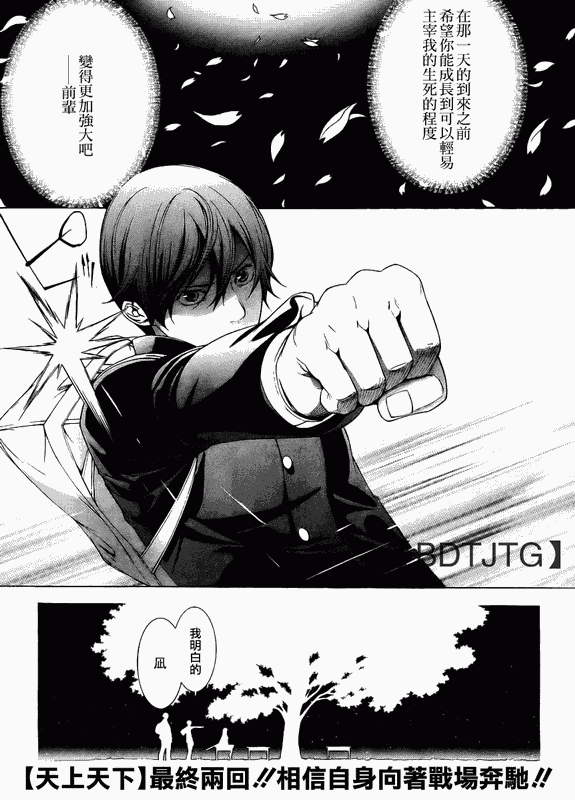 在那一天的到來之前
希望你能成長到可以輕易
主宰我的生死的程度
變得更加強大吧
——前輩
BDTJTG】
我明白的
凪
【天上天下】最終兩回!!相信自身向著戰場奔馳!!